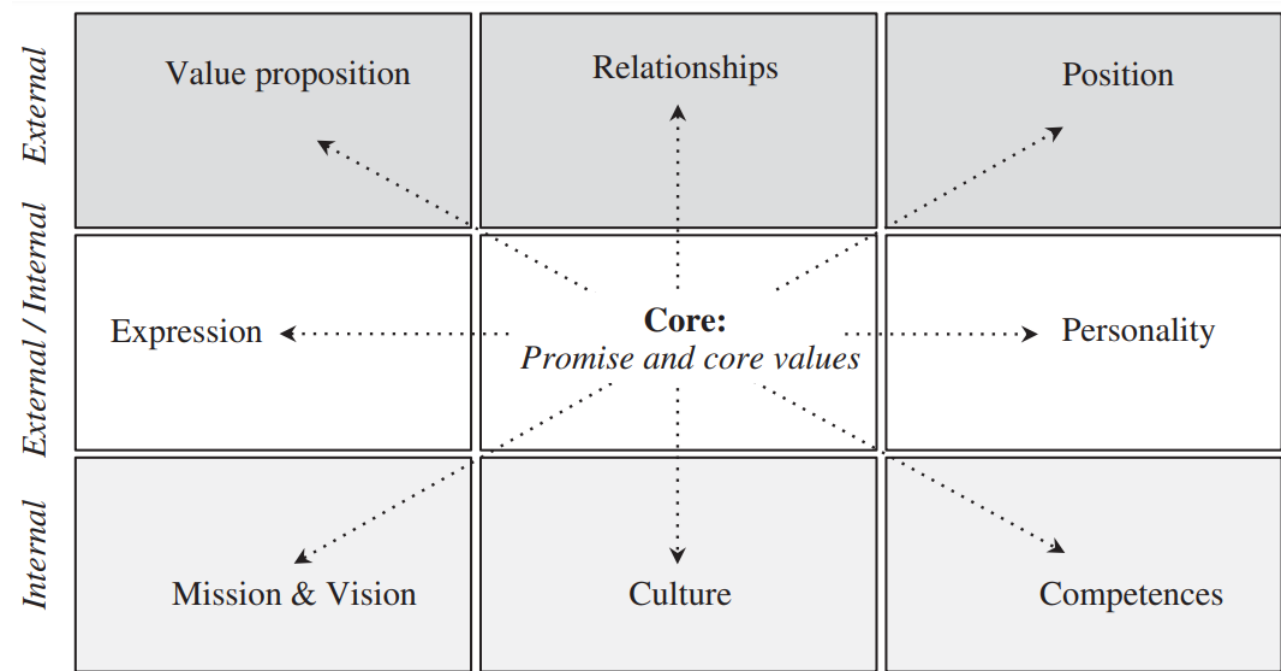 External
Value proposition
Relationships
Position
External / Internal
Expression
Core:
Promise and core values
Personality
Internal
Mission & Vision
Culture
Competences